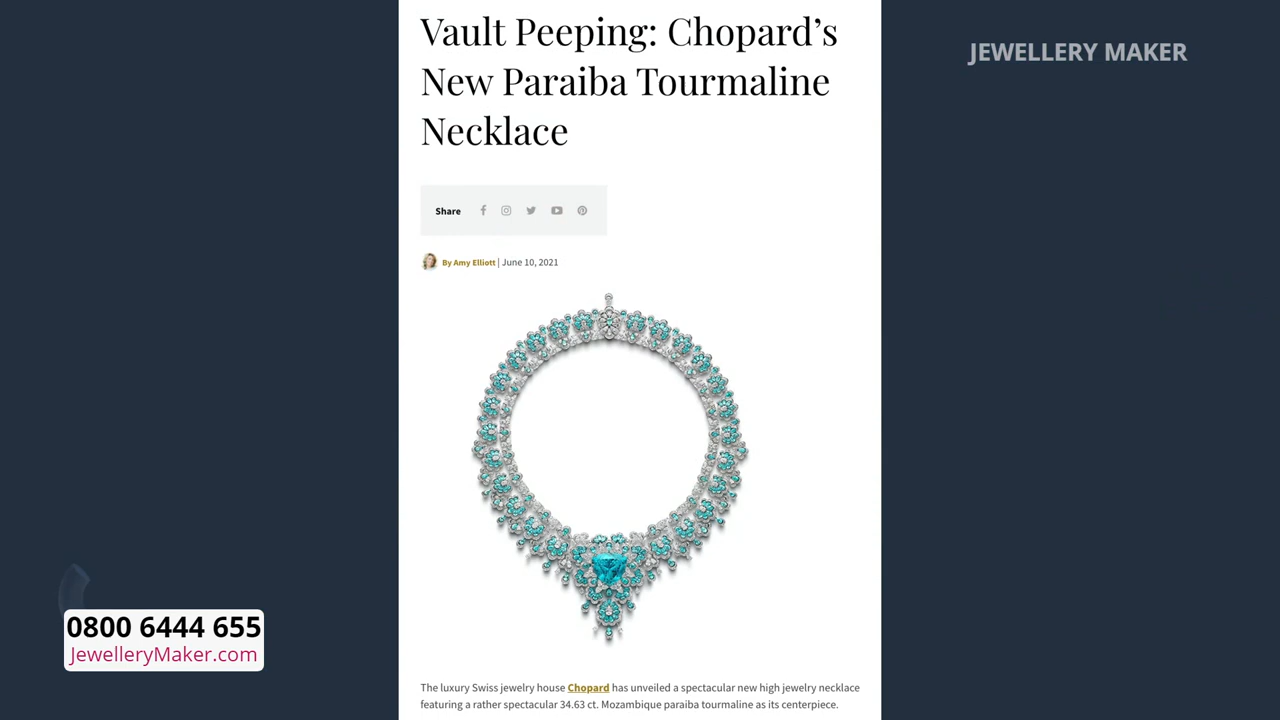 Vault Peeping: Chopard’s
New Paraiba Tourmaline
Necklace
JEWELLERY MAKER
Share
By Amy Elliott | June 10, 2021
0800 6444 655
JewelleryMaker.com
The luxury Swiss jewelry house Chopard has unveiled a spectacular new high jewelry necklace
featuring a rather spectacular 34.63 ct. Mozambique paraiba tourmaline as its centerpiece.